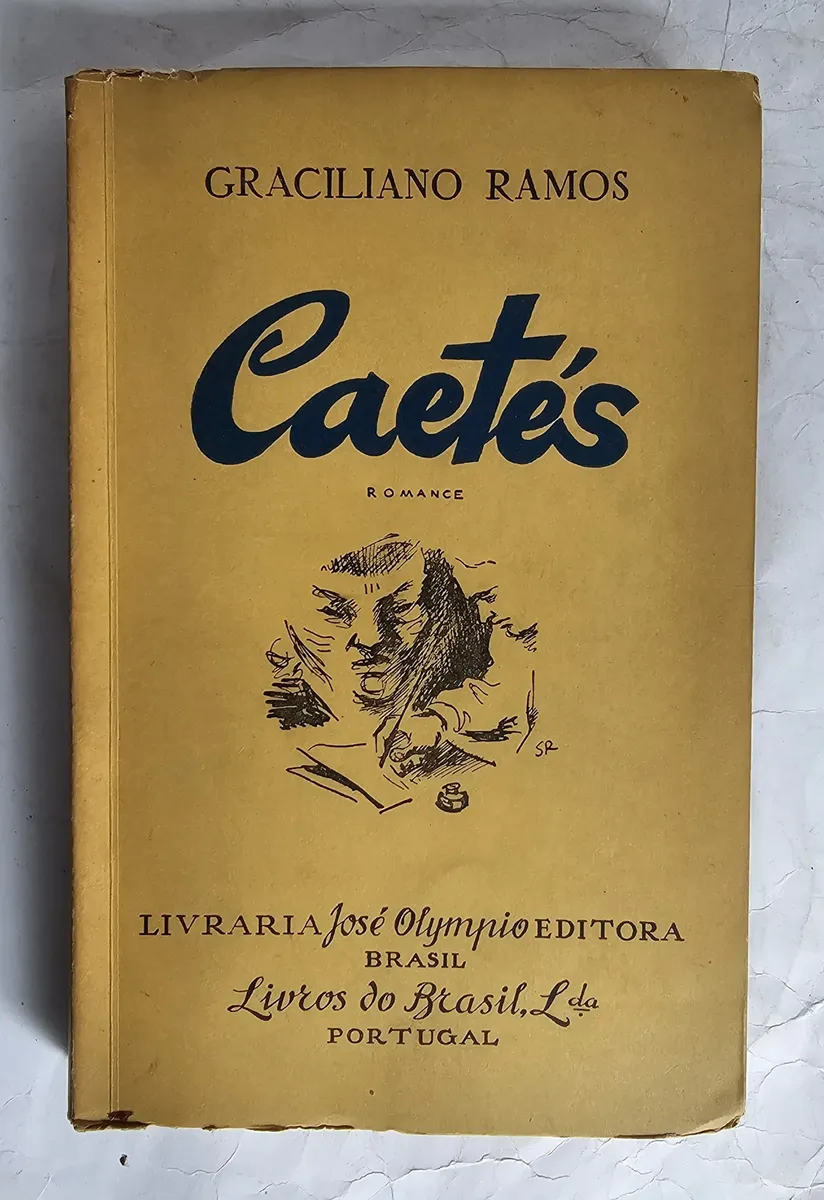 GRACILIANO RAMOS
Caetés
ROMANCE
SR
LIVRARIA José Olympio EDITORA
BRASIL
Livros do Brasil, Lda
PORTUGAL